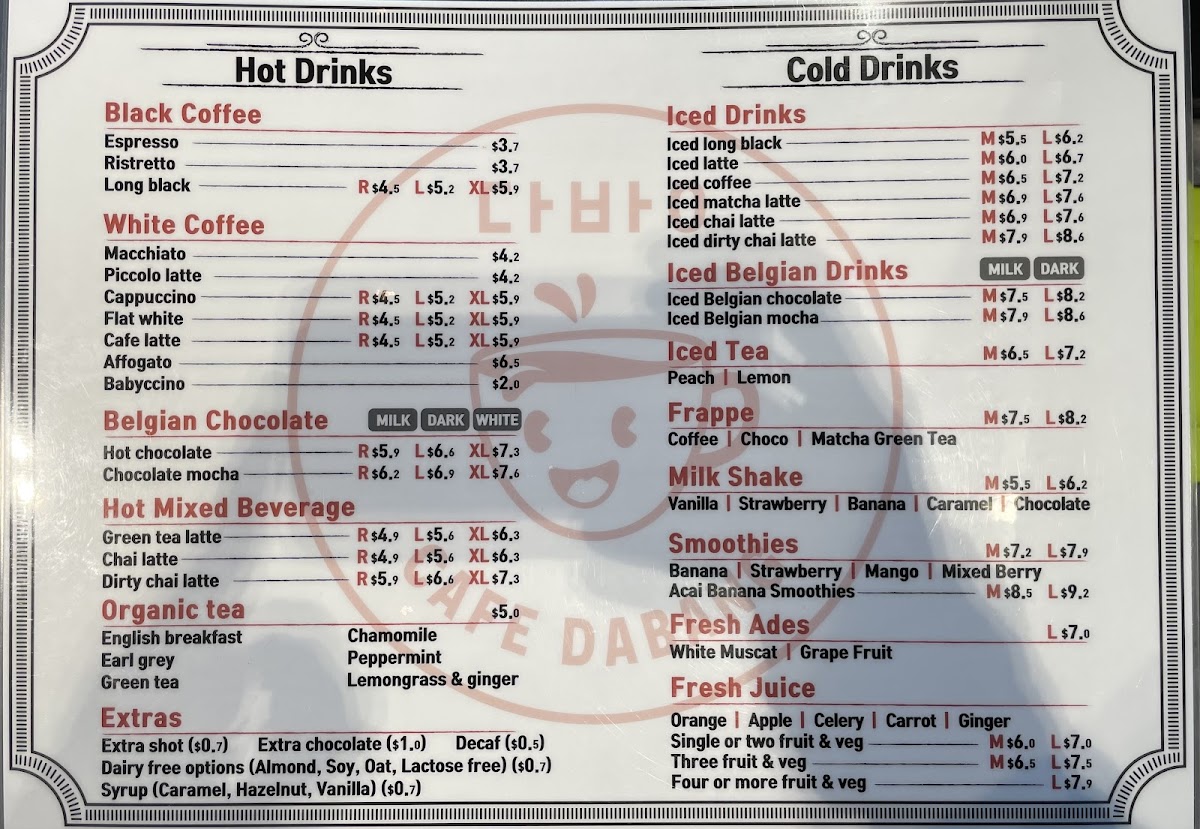 Hot Drinks
Black Coffee
Espresso $3.7
Ristretto $3.7
Long black R $4.5 L $5.2 XL $5.9
White Coffee
Macchiato $4.2
Piccolo latte $4.2
Cappuccino R $4.5 L $5.2 XL $5.9
Flat white R $4.5 L $5.2 XL $5.9
Cafe latte R $4.5 L $5.2 XL $5.9
Affogato $6.5
Babyccino $2.0
Belgian Chocolate MILK DARK WHITE
Hot chocolate R $5.9 L $6.6 XL $7.3
Chocolate mocha R $6.2 L $6.9 XL $7.6
Hot Mixed Beverage
Green tea latte R $4.9 L $5.6 XL $6.3
Chai latte R $4.9 L $5.6 XL $6.3
Dirty chai latte R $5.9 L $6.6 XL $7.3
Organic tea $5.0
English breakfast Chamomile
Earl grey Peppermint
Green tea Lemongrass & ginger
Extras
Extra shot ($0.7) Extra chocolate ($1.0) Decaf ($0.5)
Dairy free options (Almond, Soy, Oat, Lactose free) ($0.7)
Syrup (Caramel, Hazelnut, Vanilla) ($0.7)
Cold Drinks
Iced Drinks
Iced long black M $5.5 L $6.2
Iced latte M $6.0 L $6.7
Iced coffee M $6.5 L $7.2
Iced matcha latte M $6.9 L $7.6
Iced chai latte M $6.9 L $7.6
Iced dirty chai latte M $7.9 L $8.6
Iced Belgian Drinks MILK DARK
Iced Belgian chocolate M $7.5 L $8.2
Iced Belgian mocha M $7.9 L $8.6
Iced Tea M $6.5 L $7.2
Peach | Lemon
Frappe M $7.5 L $8.2
Coffee | Choco | Matcha Green Tea
Milk Shake M $5.5 L $6.2
Vanilla | Strawberry | Banana | Caramel | Chocolate
Smoothies M $7.2 L $7.9
Banana | Strawberry | Mango | Mixed Berry
Acai Banana Smoothies M $8.5 L $9.2
Fresh Ades L $7.0
White Muscat | Grape Fruit
Fresh Juice
Orange | Apple | Celery | Carrot | Ginger
Single or two fruit & veg M $6.0 L $7.0
Three fruit & veg M $6.5 L $7.5
Four or more fruit & veg L $7.9
CAFE